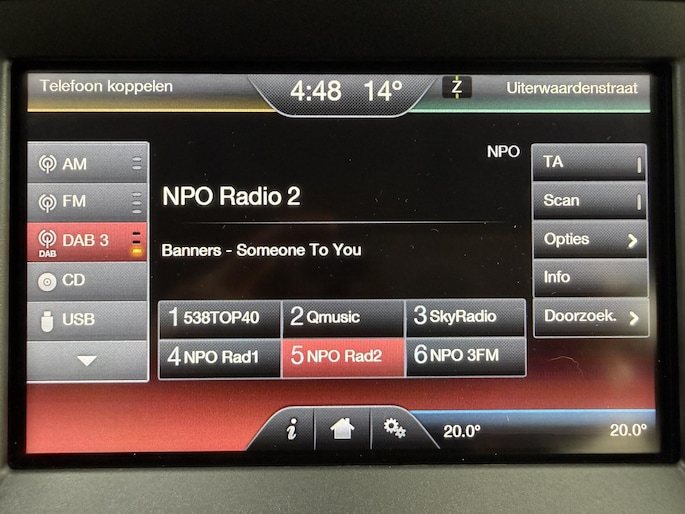 Telefoon koppelen
4:48 14°
Z
Uiterwaardenstraat
AM
FM
DAB 3
DAB
CD
USB
NPO
NPO Radio 2
Banners - Someone To You
1 538TOP40
2 Qmusic
3 SkyRadio
4 NPO Rad1
5 NPO Rad2
6 NPO 3FM
TA
Scan
Opties
Info
Doorzoek.
i
20.0°
20.0°